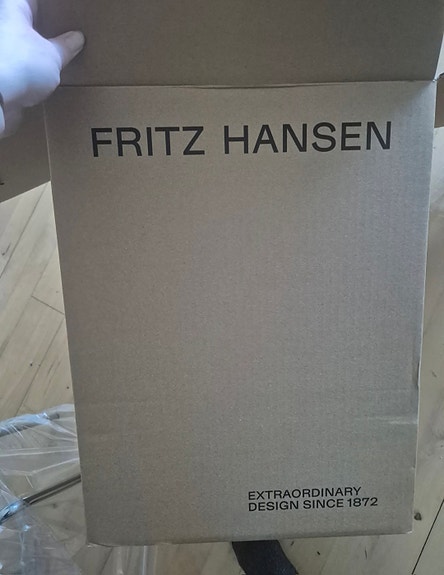 FRITZ HANSEN
EXTRAORDINARY
DESIGN SINCE 1872